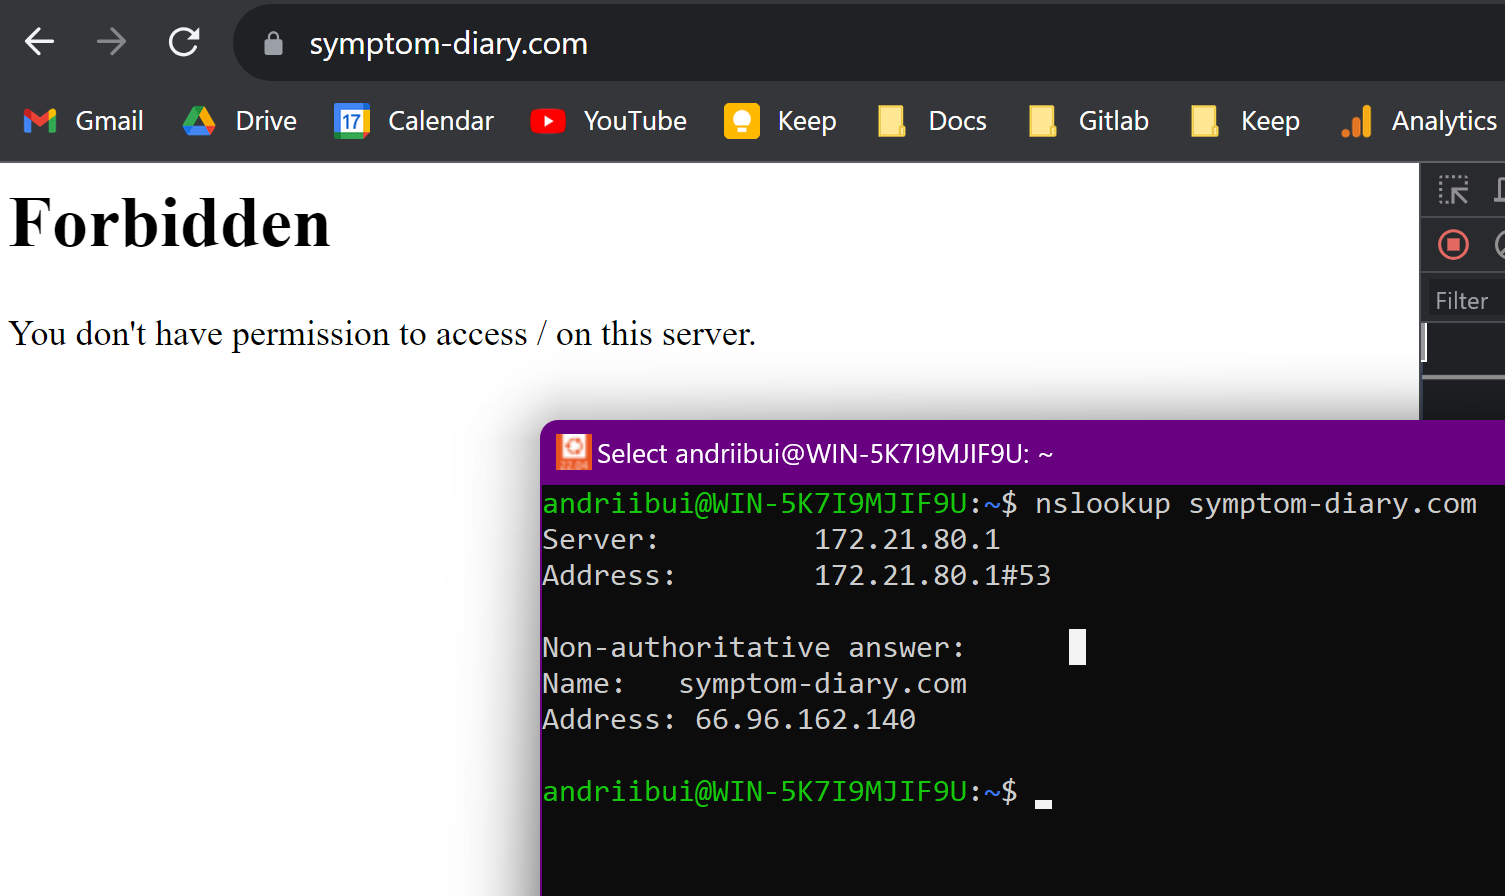 symptom-diary.com
Gmail Drive 17 Calendar YouTube Keep Docs Gitlab Keep Analytics
Forbidden
You don't have permission to access / on this server.
Filter
22.04 Select andriibui@WIN-5K7I9MJIF9U: ~
andriibui@WIN-5K7I9MJIF9U:~$ nslookup symptom-diary.com
Server: 172.21.80.1
Address: 172.21.80.1#53
Non-authoritative answer:
Name: symptom-diary.com
Address: 66.96.162.140
andriibui@WIN-5K7I9MJIF9U:~$